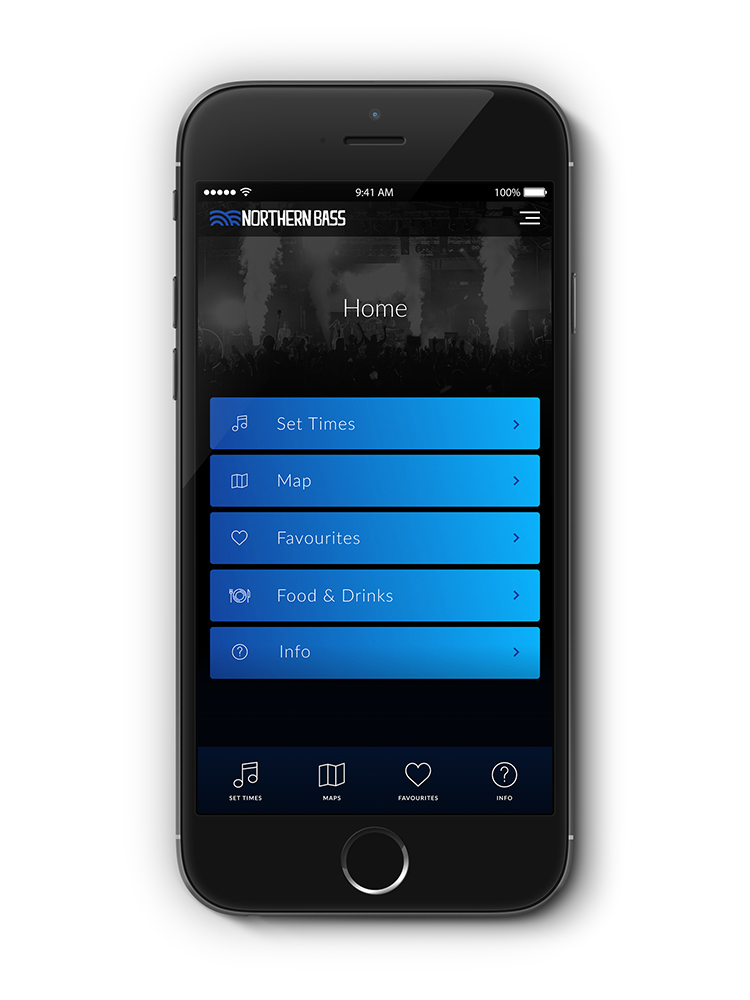 9:41 AM 100%
NORTHERN BASS
Home
Set Times
Map
Favourites
Food & Drinks
Info
SET TIMES MAPS FAVOURITES INFO